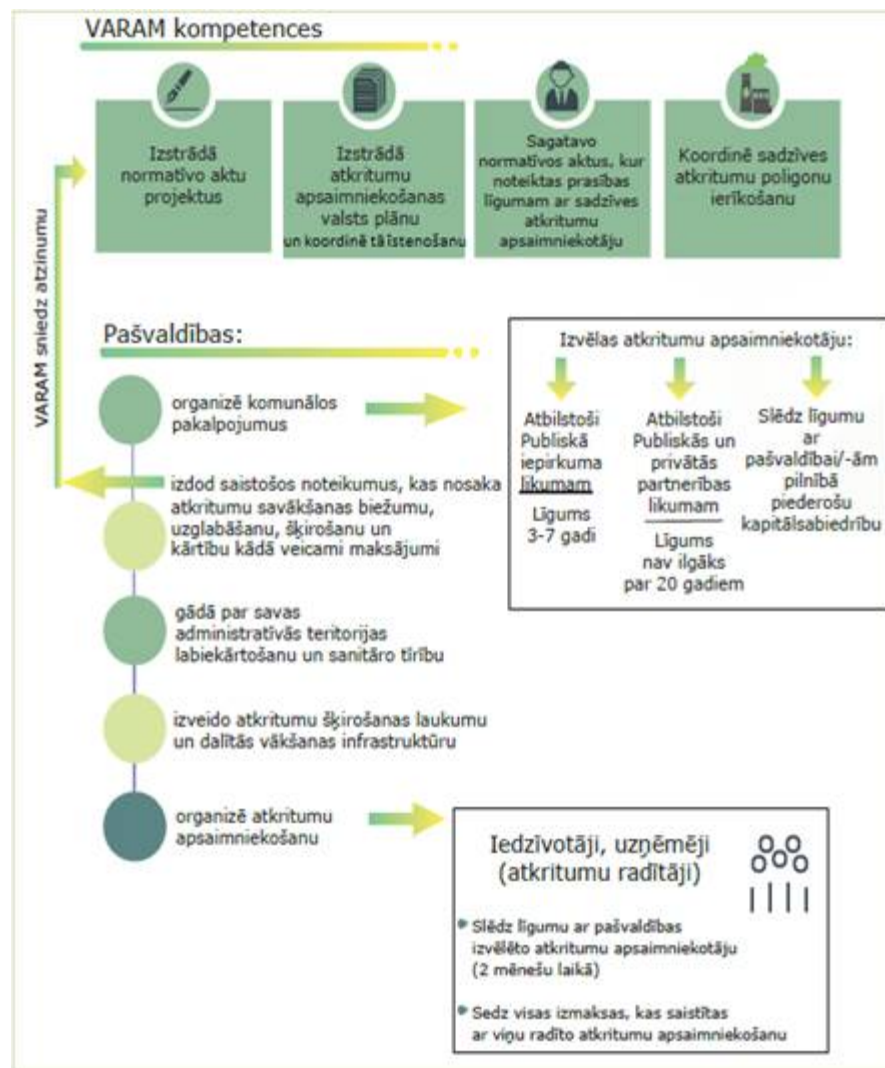 VARAM kompetences
Izstrādā
normatīvo aktu
projektus
Izstrādā
atkritumu
apsaimniekošanas
valsts plānu
un koordinē tā īstenošanu
Sagatavo
normatīvos aktus, kur
noteiktas prasības
līgumam ar sadzīves
atkritumu
apsaimniekotāju
Koordinē sadzīves
atkritumu poligonu
ierīkošanu
VARAM sniedz atzinumu
Pašvaldības:
organizē komunālos
pakalpojumus
izdod saistošos noteikumus, kas nosaka
atkritumu savākšanas biežumu,
uzglabāšanu, šķirošanu un
kārtību kādā veicami maksājumi
gādā par savas
administratīvās teritorijas
labiekārtošanu un sanitāro tīrību
izveido atkritumu šķirošanas laukumu
un dalītās vākšanas infrastruktūru
organizē atkritumu
apsaimniekošanu
Izvēlas atkritumu apsaimniekotāju:
Atbilstoši
Publiskā
iepirkuma
likumam
Līgums
3-7 gadi
Atbilstoši
Publiskās un
privātās
partnerības
likumam
Līgums
nav ilgāks
par 20 gadiem
Slēdz līgumu
ar
pašvaldībai/-ām
pilnībā
piederošu
kapitālsabiedrību
Iedzīvotāji, uzņēmēji
(atkritumu radītāji)
Slēdz līgumu ar pašvaldības
izvēlēto atkritumu apsaimniekotāju
(2 mēnešu laikā)
Sedz visas izmaksas, kas saistītas
ar viņu radīto atkritumu apsaimniekošanu